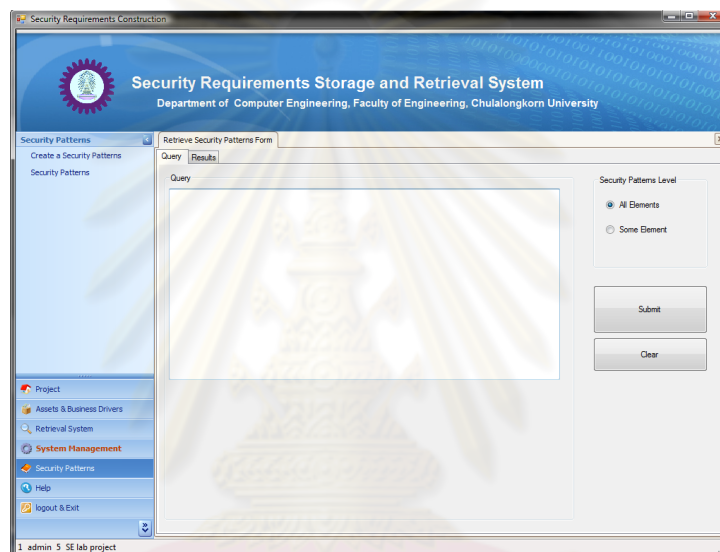 Security Requirements Construction
Security Requirements Storage and Retrieval System
Department of Computer Engineering, Faculty of Engineering, Chulalongkorn University
Security Patterns
Create a Security Patterns
Security Patterns
Project
Assets & Business Drivers
Retrieval System
System Management
Security Patterns
Help
logout & Exit
Retrieve Security Patterns Form
Query Results
Query
Security Patterns Level
All Elements
Some Element
Submit
Clear
1 admin 5 SE lab project